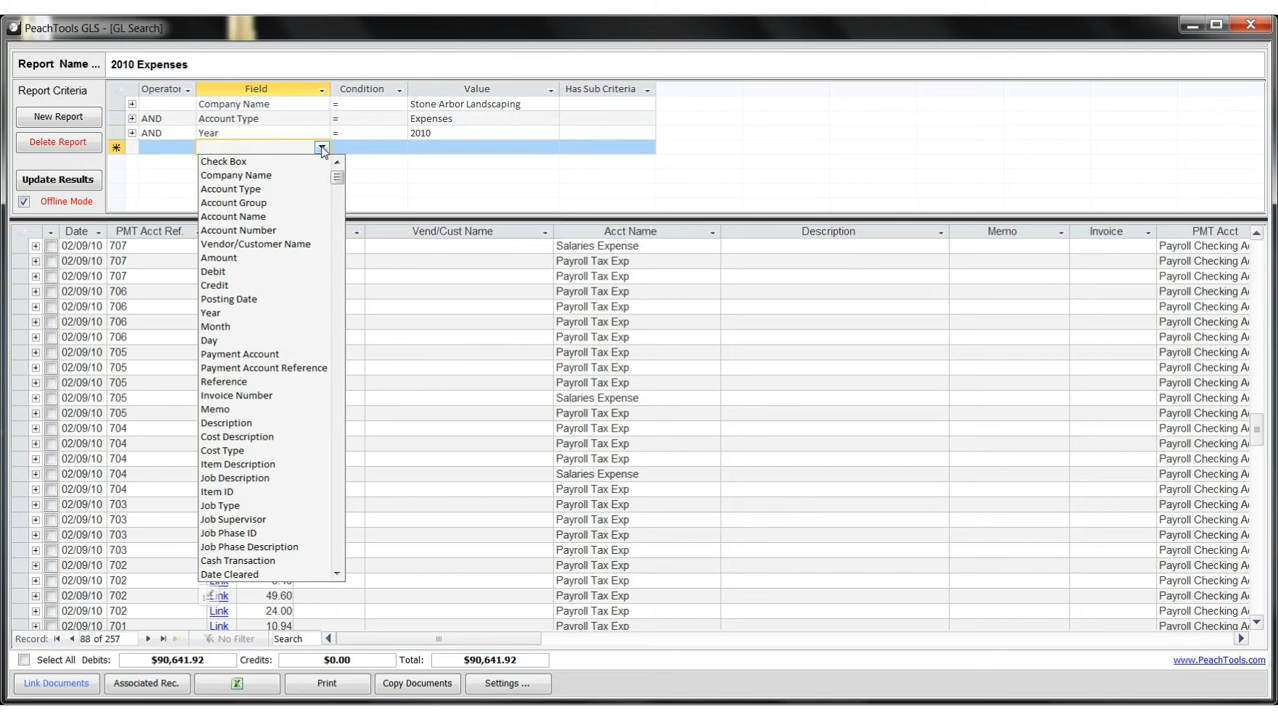 PeachTools GLS - [GL Search]
Report Name ... 2010 Expenses
Report Criteria
New Report
Delete Report
Update Results
Offline Mode
Operator Field Condition Value Has Sub Criteria
Company Name = Stone Arbor Landscaping
AND Account Type = Expenses
AND Year = 2010
Check Box
Company Name
Account Type
Account Group
Account Name
Account Number
Vendor/Customer Name
Amount
Debit
Credit
Posting Date
Year
Month
Day
Payment Account
Payment Account Reference
Reference
Invoice Number
Memo
Description
Cost Description
Cost Type
Item Description
Job Description
Item ID
Job Type
Job Supervisor
Job Phase ID
Job Phase Description
Cash Transaction
Date Cleared
Date PMT Acct Ref. Vend/Cust Name Acct Name Description Memo Invoice PMT Acct
02/09/10 707 Salaries Expense Payroll Checking
02/09/10 707 Payroll Tax Exp Payroll Checking
02/09/10 707 Payroll Tax Exp Payroll Checking
02/09/10 706 Payroll Tax Exp Payroll Checking
02/09/10 706 Payroll Tax Exp Payroll Checking
02/09/10 706 Payroll Tax Exp Payroll Checking
02/09/10 706 Payroll Tax Exp Payroll Checking
02/09/10 705 Payroll Tax Exp Payroll Checking
02/09/10 705 Payroll Tax Exp Payroll Checking
02/09/10 705 Payroll Tax Exp Payroll Checking
02/09/10 705 Salaries Expense Payroll Checking
02/09/10 705 Payroll Tax Exp Payroll Checking
02/09/10 704 Payroll Tax Exp Payroll Checking
02/09/10 704 Payroll Tax Exp Payroll Checking
02/09/10 704 Payroll Tax Exp Payroll Checking
02/09/10 704 Salaries Expense Payroll Checking
02/09/10 704 Payroll Tax Exp Payroll Checking
02/09/10 703 Payroll Tax Exp Payroll Checking
02/09/10 703 Payroll Tax Exp Payroll Checking
02/09/10 703 Payroll Tax Exp Payroll Checking
02/09/10 703 Payroll Tax Exp Payroll Checking
02/09/10 702 Payroll Tax Exp Payroll Checking
02/09/10 702 Link Payroll Tax Exp Payroll Checking
02/09/10 702 Link 49.60 Payroll Tax Exp Payroll Checking
02/09/10 702 Link 24.00 Payroll Tax Exp Payroll Checking
02/09/10 701 Link 10.94 Payroll Tax Exp Payroll Checking
Record: 88 of 257 No Filter Search
Select All Debits: $90,641.92 Credits: $0.00 Total: $90,641.92 www.PeachTools.com
Link Documents Associated Rec. Print Copy Documents Settings ...